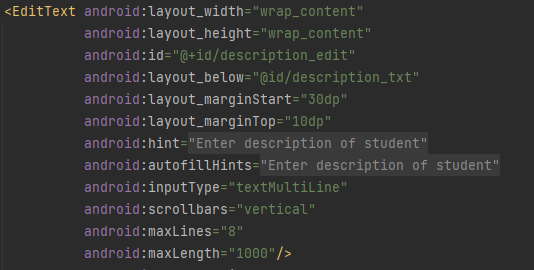 <EditText android:layout_width="wrap_content"
android:layout_height="wrap_content"
android:id="@+id/description_edit"
android:layout_below="@id/description_txt"
android:layout_marginStart="30dp"
android:layout_marginTop="10dp"
android:hint="Enter description of student"
android:autofillHints="Enter description of student"
android:inputType="textMultiLine"
android:scrollbars="vertical"
android:maxLines="8"
android:maxLength="1000"/>